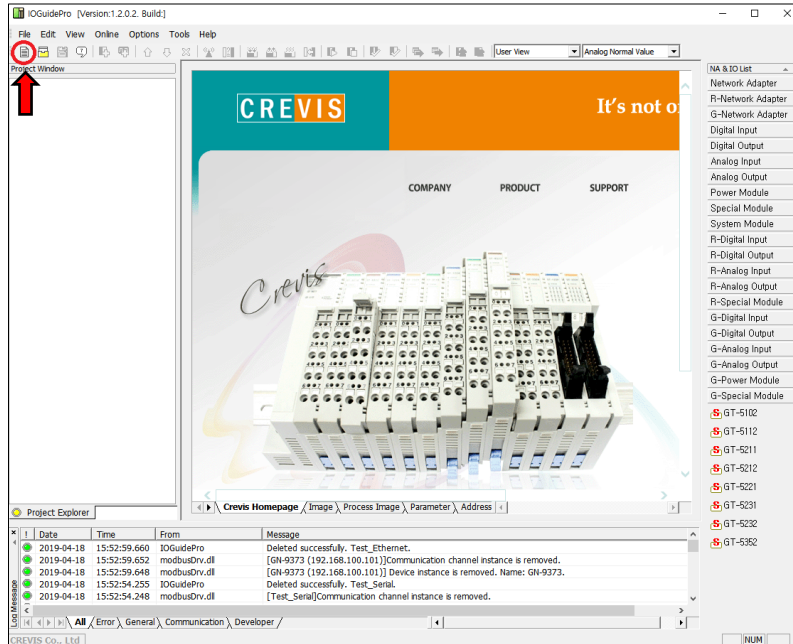 IOGuidePro [Version:1.2.0.2. Build:]
File Edit View Online Options Tools Help
User View
Analog Normal Value
Project Window
CREVIS
It's not o
COMPANY PRODUCT SUPPORT
Crevis
NA & IO List
Network Adapter
R-Network Adapter
G-Network Adapter
Digital Input
Digital Output
Analog Input
Analog Output
Power Module
Special Module
System Module
R-Digital Input
R-Digital Output
R-Analog Input
R-Analog Output
R-Special Module
G-Digital Input
G-Digital Output
G-Analog Input
G-Analog Output
G-Power Module
G-Special Module
S GT-5102
S GT-5112
S GT-5211
S GT-5212
S GT-5221
S GT-5231
S GT-5232
S GT-5352
Project Explorer
Crevis Homepage Image Process Image Parameter Address
! Date Time From Message
2019-04-18 15:52:59.660 IOGuidePro Deleted successfully. Test_Ethernet.
2019-04-18 15:52:59.652 modbusDrv.dll [GN-9373 (192.168.100.101)]Communication channel instance is removed.
2019-04-18 15:52:59.648 modbusDrv.dll [GN-9373 (192.168.100.101)] Device instance is removed. Name: GN-9373.
2019-04-18 15:52:54.255 IOGuidePro Deleted successfully. Test_Serial.
2019-04-18 15:52:54.248 modbusDrv.dll [Test_Serial]Communication channel instance is removed.
Log Message
All Error General Communication Developer
CREVIS Co., Ltd
NUM